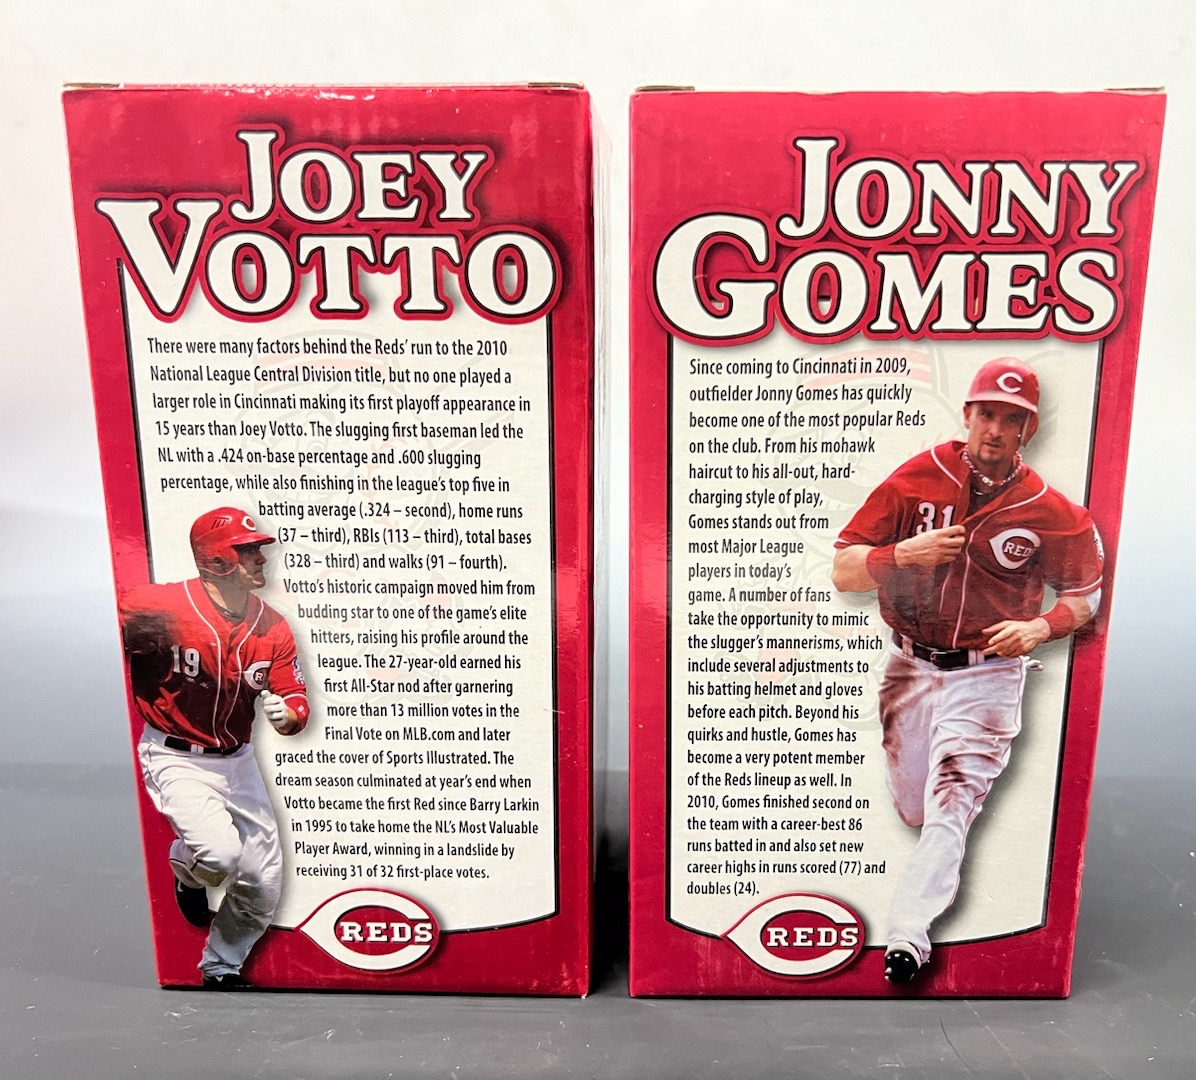 JOEY
VOTTO
There were many factors behind the Reds' run to the 2010
National League Central Division title, but no one played a
larger role in Cincinnati making its first playoff appearance in
15 years than Joey Votto. The slugging first baseman led the
NL with a .424 on-base percentage and .600 slugging
percentage, while also finishing in the league's top five in
batting average (.324 – second), home runs
(37 – third), RBIs (113 – third), total bases
(328 – third) and walks (91 – fourth).
Votto's historic campaign moved him from
budding star to one of the game's elite
hitters, raising his profile around the
league. The 27-year-old earned his
first All-Star nod after garnering
more than 13 million votes in the
Final Vote on MLB.com and later
graced the cover of Sports Illustrated. The
dream season culminated at year's end when
Votto became the first Red since Barry Larkin
in 1995 to take home the NL's Most Valuable
Player Award, winning in a landslide by
receiving 31 of 32 first-place votes.
19
REDS
JONNY
GOMES
Since coming to Cincinnati in 2009,
outfielder Jonny Gomes has quickly
become one of the most popular Reds
on the club. From his mohawk
haircut to his all-out, hard-
charging style of play,
Gomes stands out from
most Major League
players in today's
game. A number of fans
take the opportunity to mimic
the slugger's mannerisms, which
include several adjustments to
his batting helmet and gloves
before each pitch. Beyond his
quirks and hustle, Gomes has
become a very potent member
of the Reds lineup as well. In
2010, Gomes finished second on
the team with a career-best 86
runs batted in and also set new
career highs in runs scored (77) and
doubles (24).
C
31
REDS
REDS